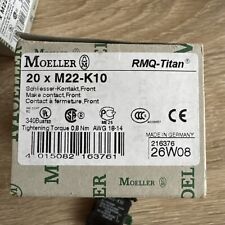 MOELLER
RMQ-Titan®
20 x M22-K10
Schliesser-Kontakt,Front
Make contact,Front
Contact à fermeture,Front
MADE IN GERMANY
Tightening Torque 0,8 Nm AWG 18-14
216376
4 015082 163761
MOELLER
26W08